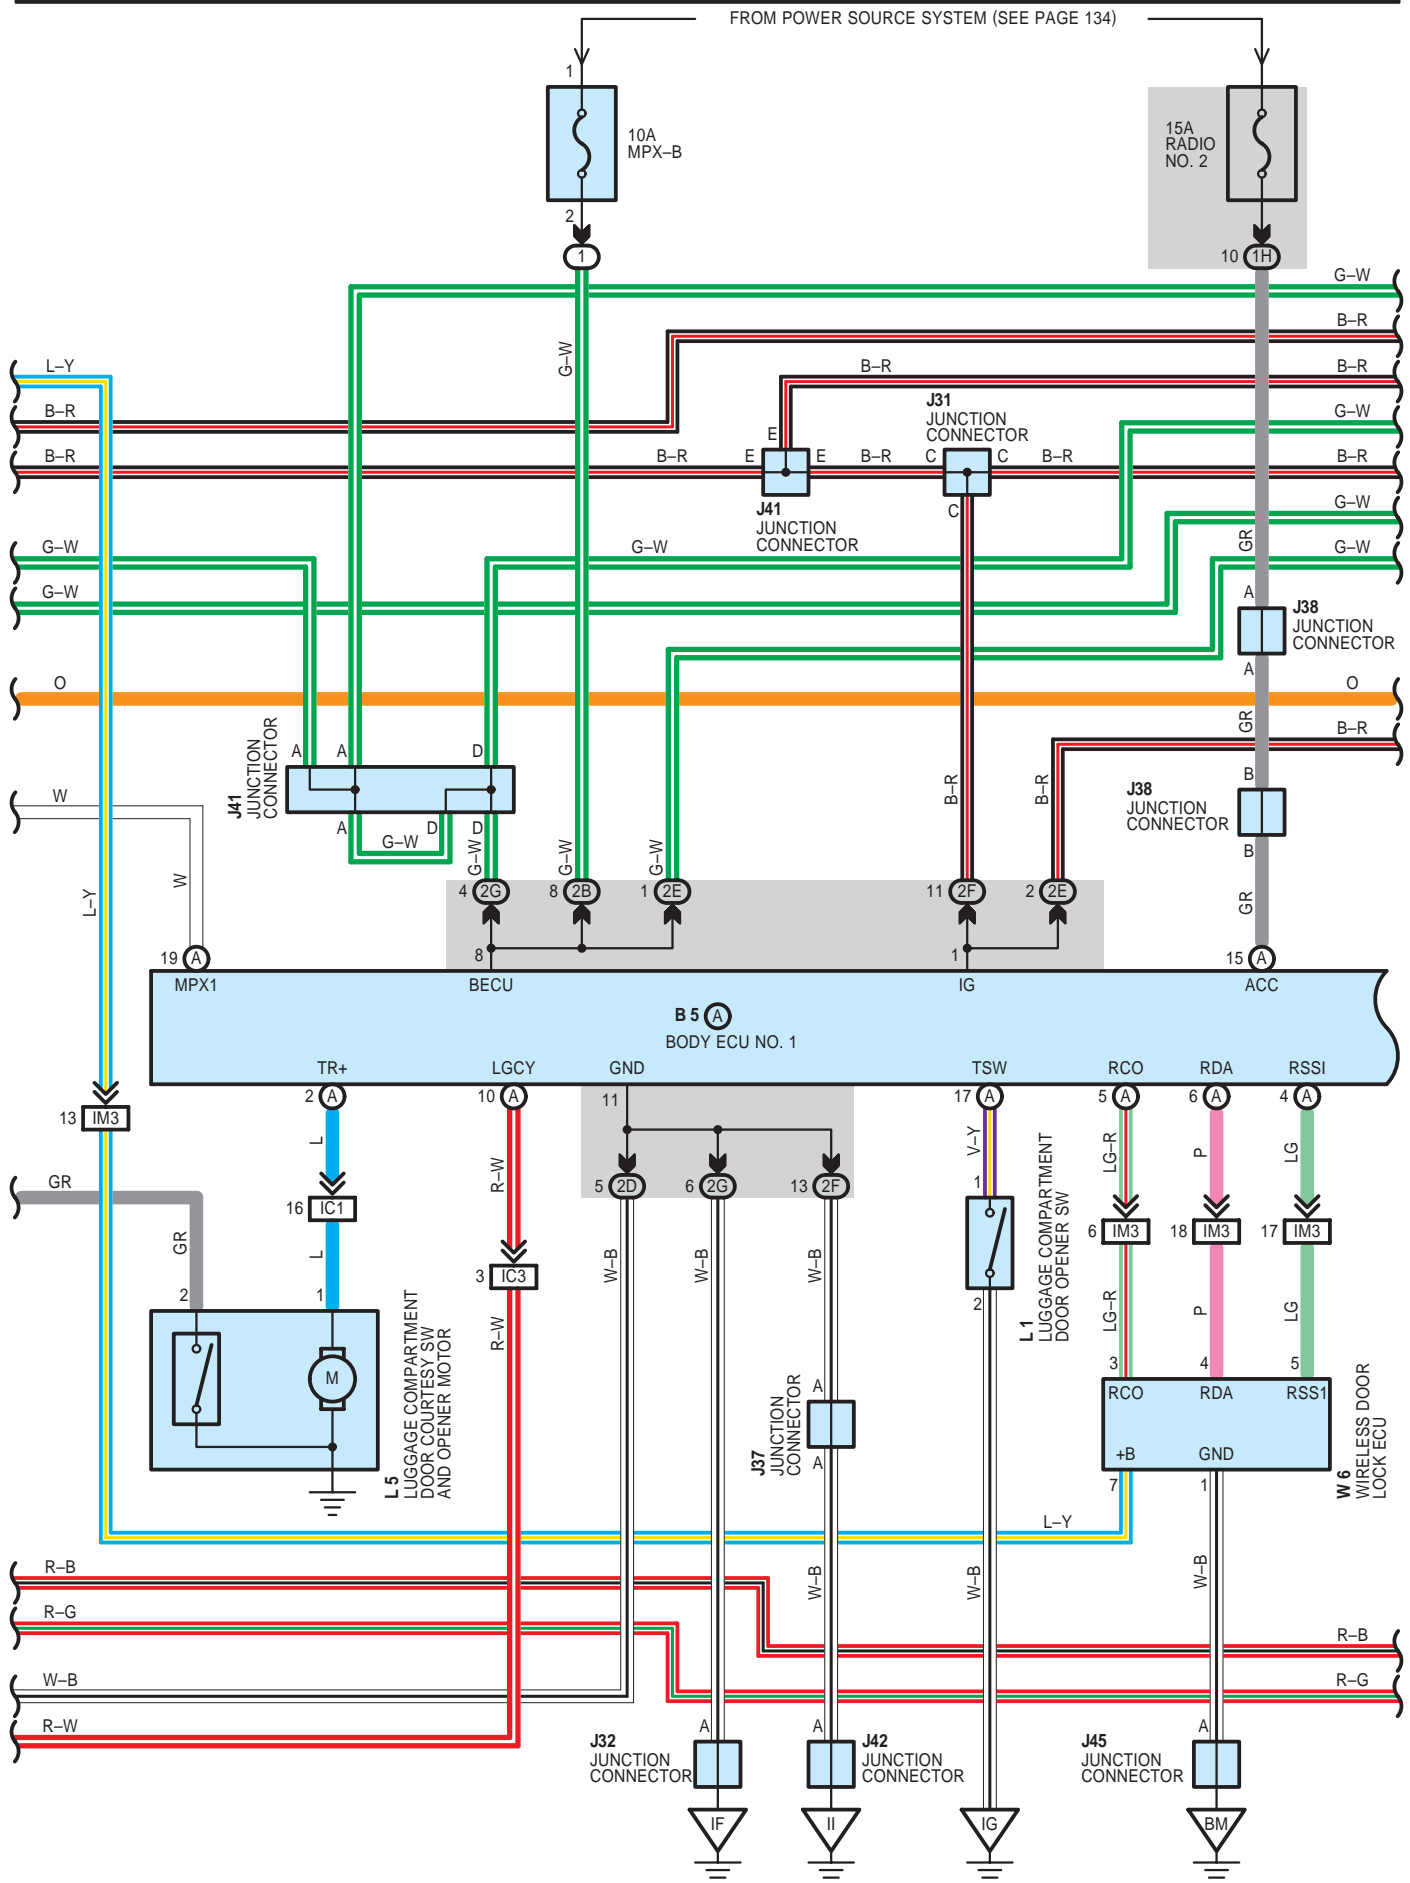 FROM POWER SOURCE SYSTEM (SEE PAGE 134)
1
10A
MPX–B
15A
RADIO
NO. 2
2
1
10 1H
G–W
B–R
G–W
L–Y
B–R
B–R
B–R
J31
JUNCTION
CONNECTOR
G–W
B–R
E
B–R
B–R
E
E
B–R
C
C
B–R
B–R
J41
JUNCTION
CONNECTOR
C
G–W
GR
G–W
G–W
G–W
G–W
A
J38
JUNCTION
CONNECTOR
A
O
O
GR
B–R
J41
JUNCTION
CONNECTOR
A
A
D
B
J38
JUNCTION
CONNECTOR
B
W
A
D
D
G–W
G–W
G–W
G–W
B–R
B–R
L–Y
W
GR
4 2G
8 2B
1 2E
11 2F
2 2E
19 A
8
1
15 A
MPX1
BECU
IG
ACC
B 5 A
BODY ECU NO. 1
TR+
LGCY
GND
TSW
RCO
RDA
RSSI
2 A
10 A
11
17 A
5 A
6 A
4 A
13 IM3
L
R–W
V–Y
LG–R
P
LG
GR
16 IC1
5 2D
6 2G
13 2F
1
L 1
LUGGAGE COMPARTMENT
DOOR OPENER SW
6 IM3
18 IM3
17 IM3
GR
L
3 IC3
W–B
W–B
W–B
2
1
2
LG–R
P
LG
R–W
3
4
5
M
L 5
LUGGAGE COMPARTMENT
DOOR COURTESY SW
AND OPENER MOTOR
A
J37
JUNCTION
CONNECTOR
A
RCO
RDA
RSS1
+B
GND
W 6
WIRELESS DOOR
LOCK ECU
7
1
L–Y
R–B
W–B
W–B
W–B
R–G
R–B
W–B
R–G
R–W
J32
JUNCTION
CONNECTOR
A
A
J42
JUNCTION
CONNECTOR
J45
JUNCTION
CONNECTOR
A
IF
II
IG
BM